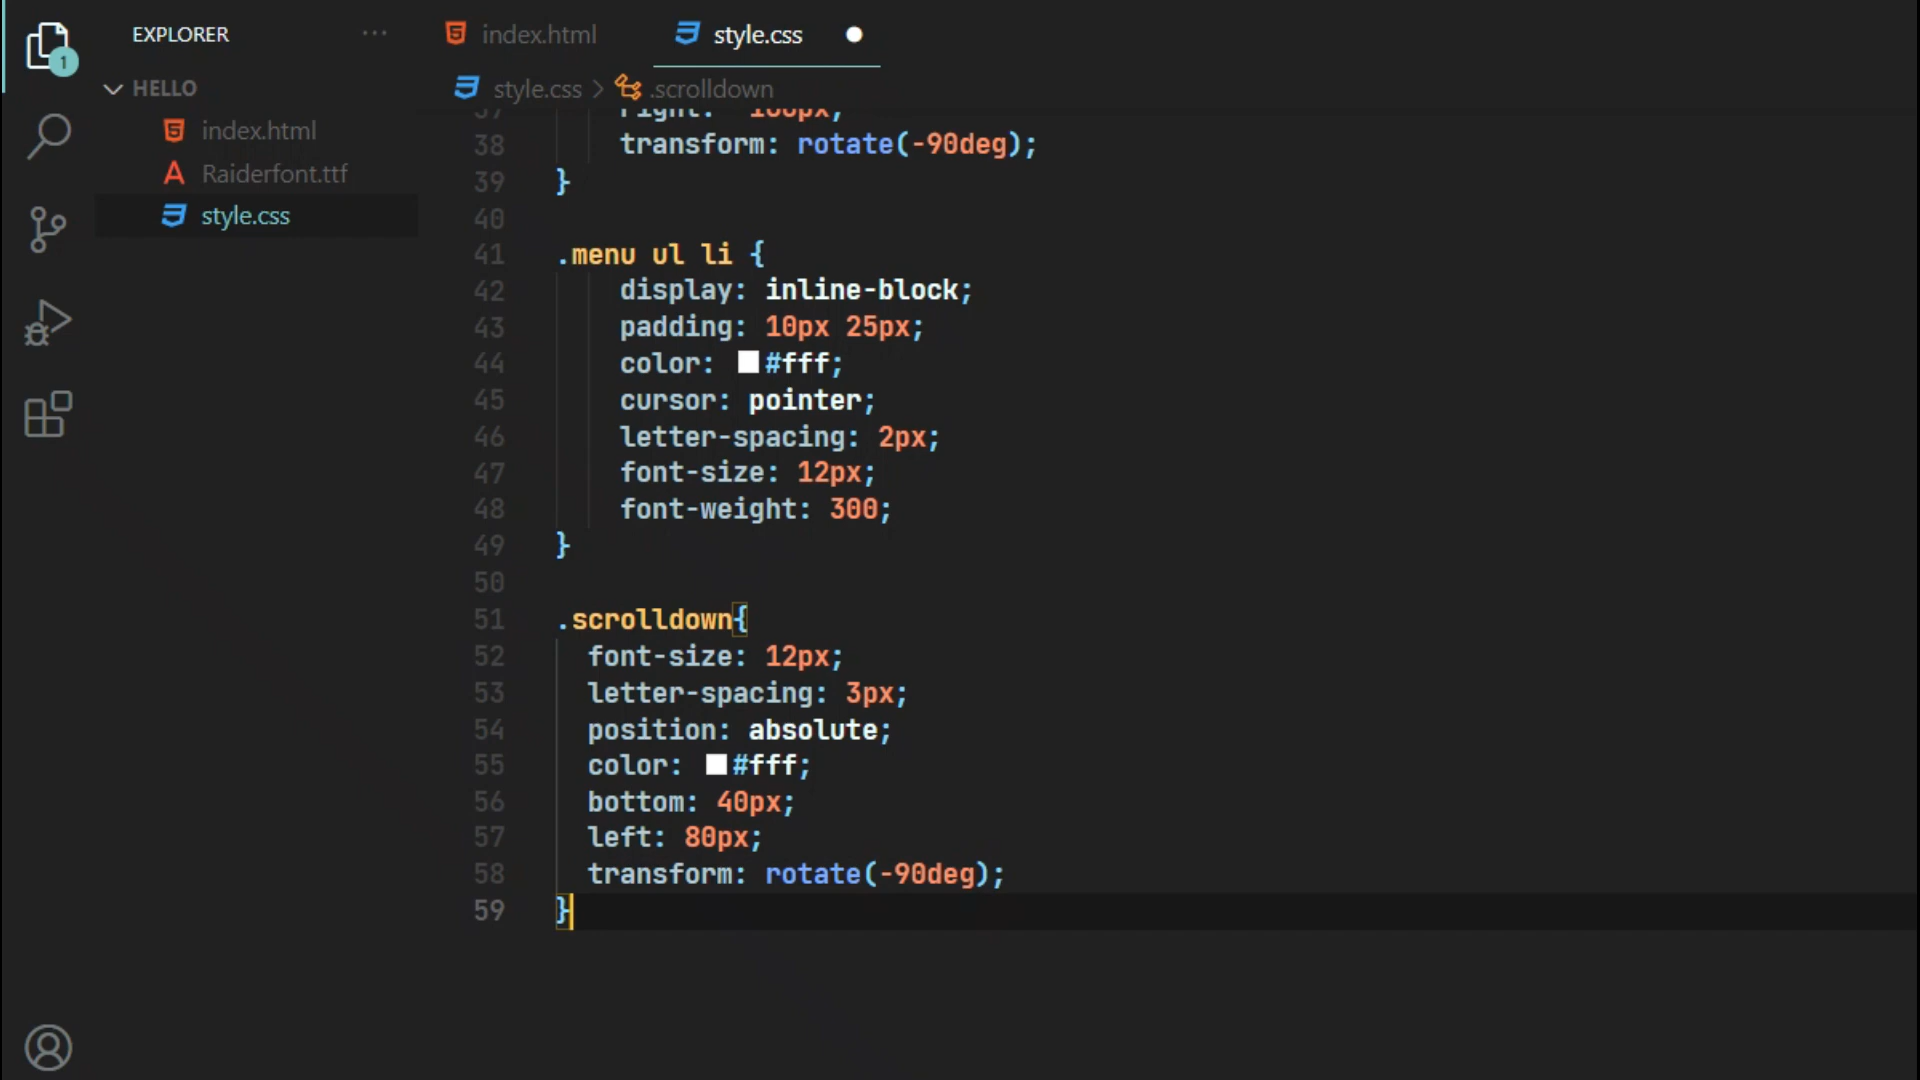 EXPLORER ···
index.html
style.css
HELLO
style.css > .scrolldown
index.html
Raiderfont.ttf
style.css
1
37 right:
38 transform: rotate(-90deg);
39 }
40
41 .menu ul li {
42 display: inline-block;
43 padding: 10px 25px;
44 color: #fff;
45 cursor: pointer;
46 letter-spacing: 2px;
47 font-size: 12px;
48 font-weight: 300;
49 }
50
51 .scrolldown{
52 font-size: 12px;
53 letter-spacing: 3px;
54 position: absolute;
55 color: #fff;
56 bottom: 40px;
57 left: 80px;
58 transform: rotate(-90deg);
59 }